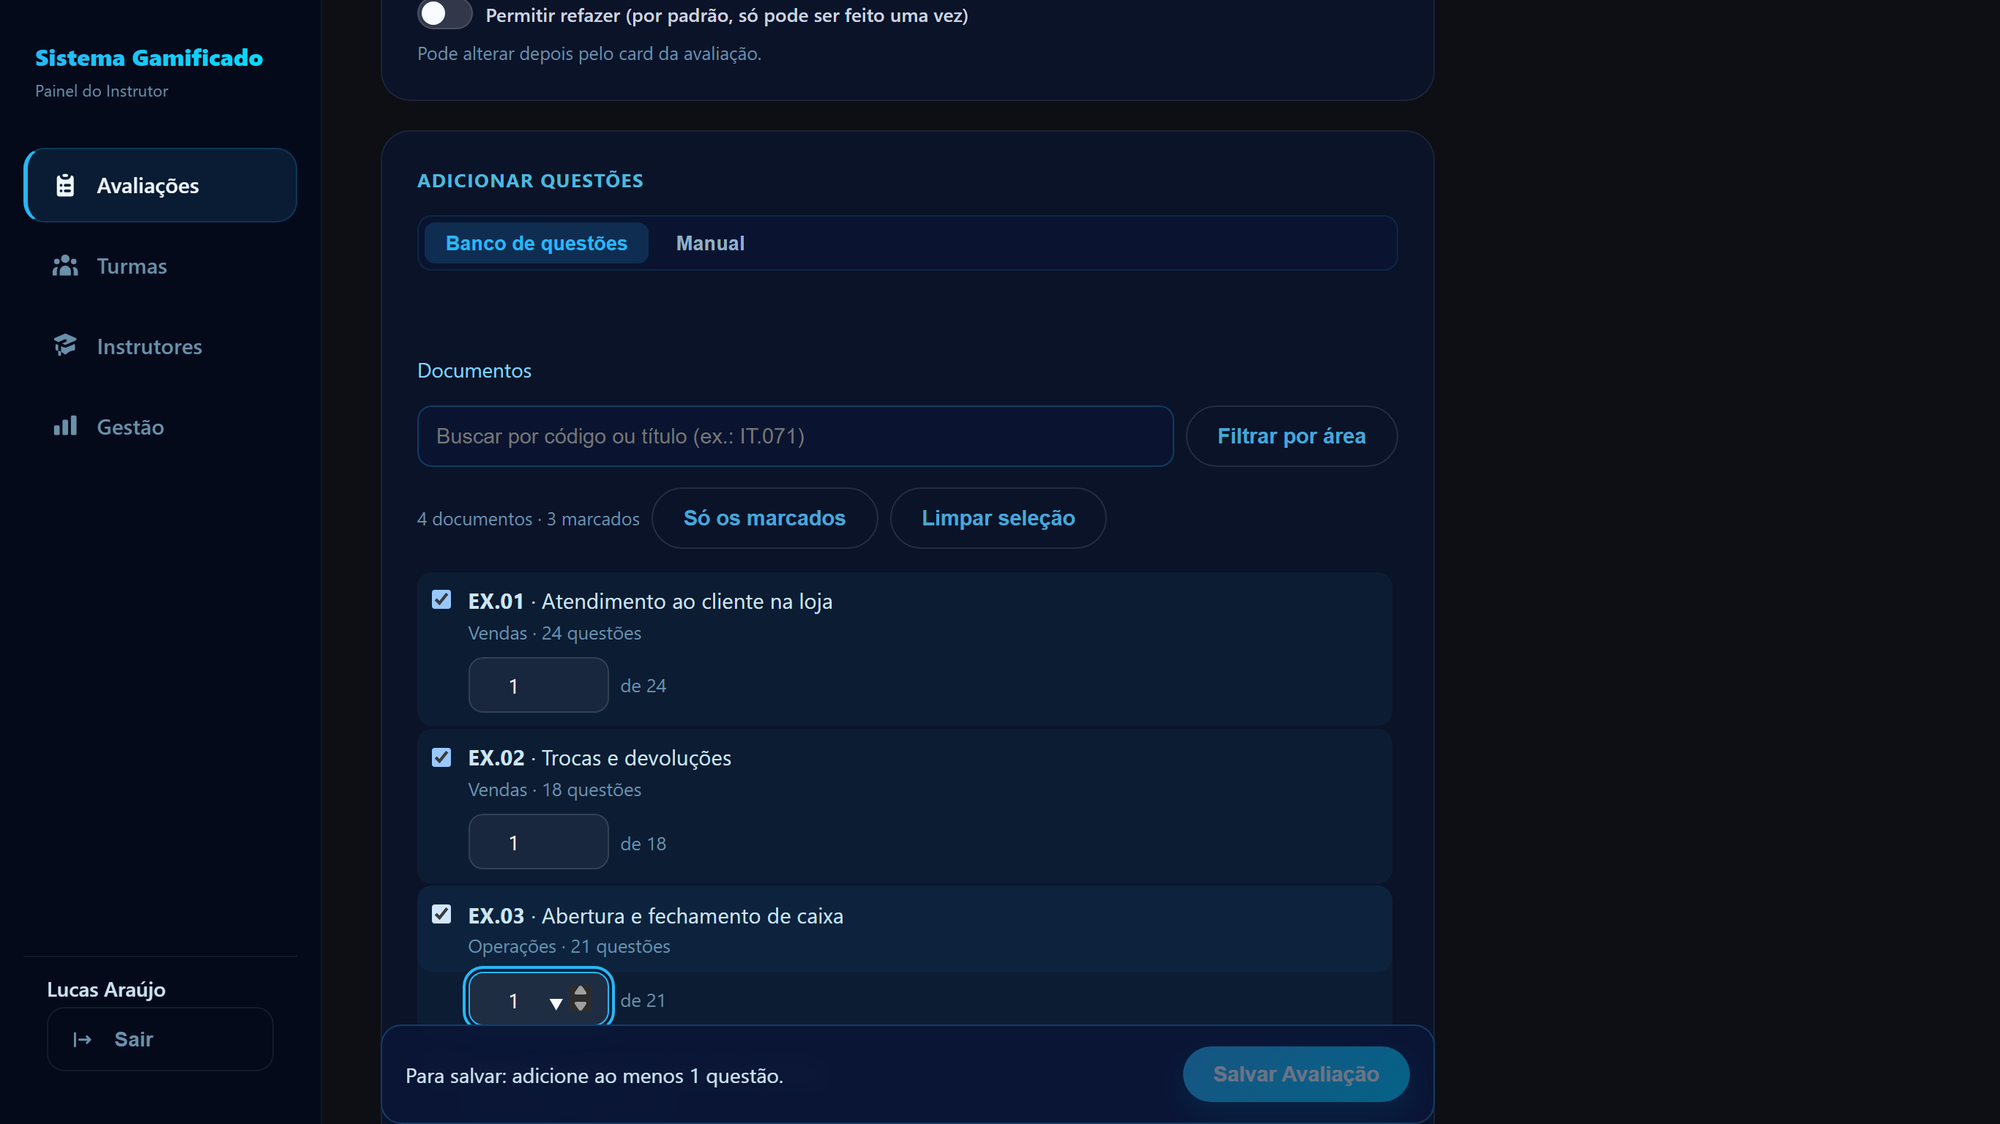 Sistema Gamificado
Painel do Instrutor
Avaliações
Turmas
Instrutores
Gestão
Lucas Araújo
Sair
Permitir refazer (por padrão, só pode ser feito uma vez)
Pode alterar depois pelo card da avaliação.
ADICIONAR QUESTÕES
Banco de questões Manual
Documentos
Buscar por código ou título (ex.: IT.071) Filtrar por área
4 documentos · 3 marcados Só os marcados Limpar seleção
EX.01 · Atendimento ao cliente na loja
Vendas · 24 questões
1 de 24
EX.02 · Trocas e devoluções
Vendas · 18 questões
1 de 18
EX.03 · Abertura e fechamento de caixa
Operações · 21 questões
1 de 21
Para salvar: adicione ao menos 1 questão. Salvar Avaliação